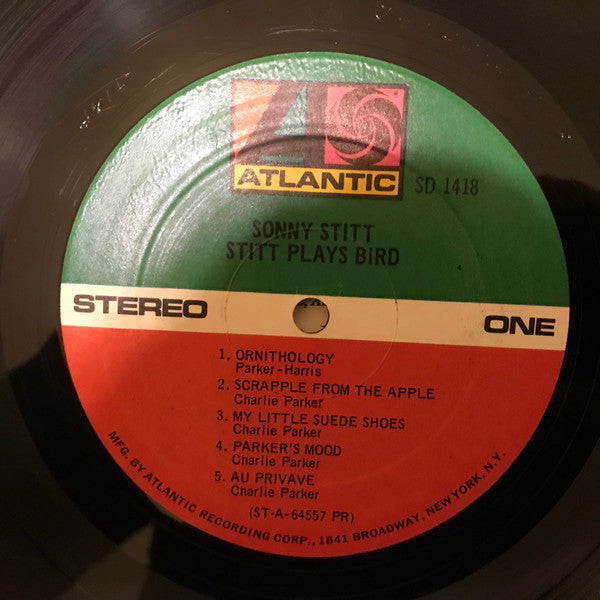 ATLANTIC
SD 1418
SONNY STITT
STITT PLAYS BIRD
STEREO
ONE
1. ORNITHOLOGY
Parker-Harris
2. SCRAPPLE FROM THE APPLE
Charlie Parker
3. MY LITTLE SUEDE SHOES
Charlie Parker
4. PARKER'S MOOD
Charlie Parker
5. AU PRIVAVE
Charlie Parker
(ST-A-64557 PR)
MFG. BY ATLANTIC RECORDING CORP., 1841 BROADWAY, NEW YORK, N.Y.